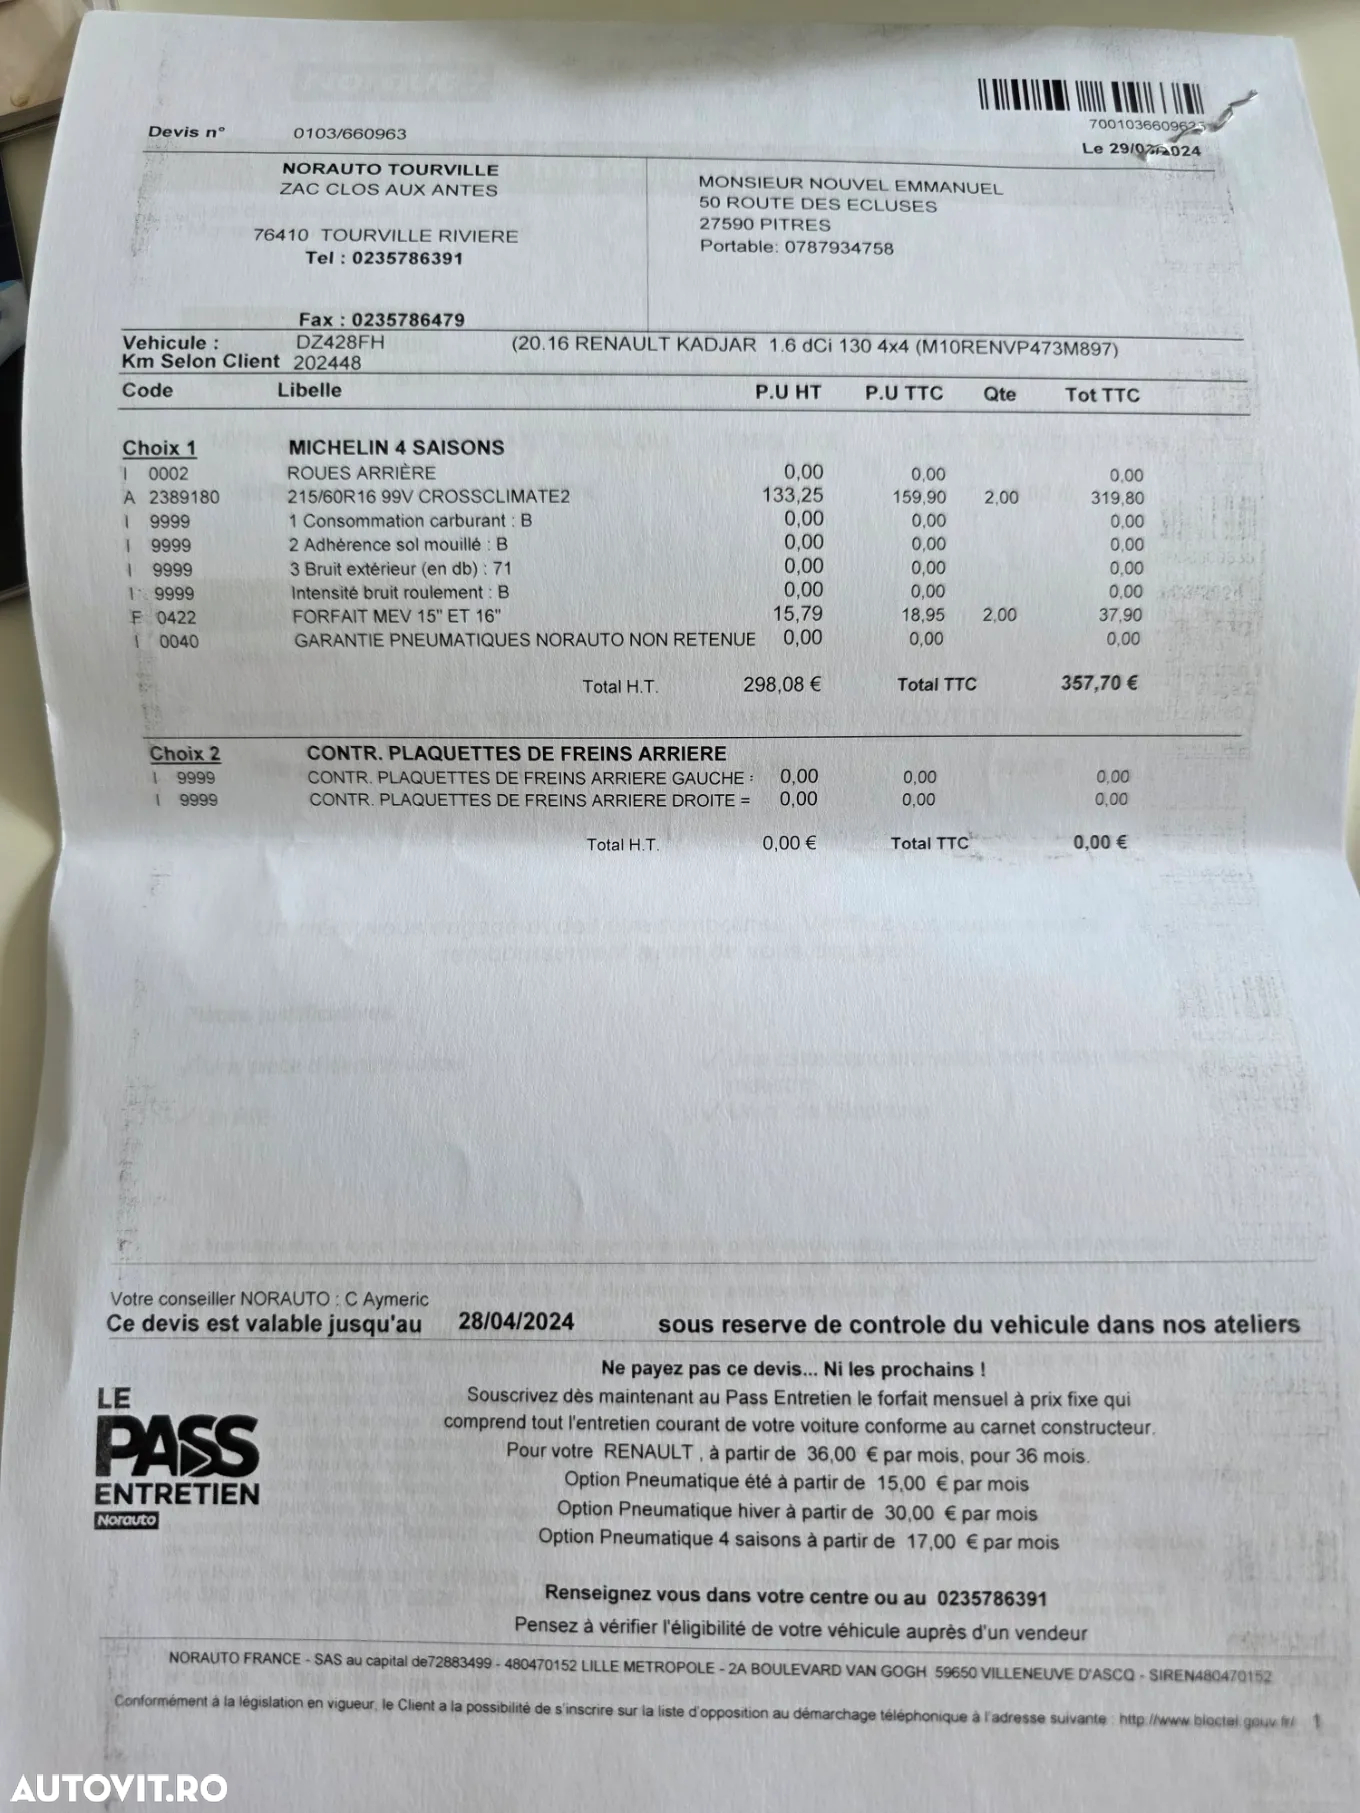 Devis n° 0103/660963
Le 29/03/2024
NORAUTO TOURVILLE
ZAC CLOS AUX ANTES
76410 TOURVILLE RIVIERE
Tel : 0235786391
Fax : 0235786479
MONSIEUR NOUVEL EMMANUEL
50 ROUTE DES ECLUSES
27590 PITRES
Portable: 0787934758
Vehicule : DZ428FH (20.16 RENAULT KADJAR 1.6 dCi 130 4x4 (M10RENVP473M897)
Km Selon Client 202448
Code Libelle P.U HT P.U TTC Qte Tot TTC
Choix 1 MICHELIN 4 SAISONS
I 0002 ROUES ARRIÈRE 0,00 0,00 0,00
A 2389180 215/60R16 99V CROSSCLIMATE2 133,25 159,90 2,00 319,80
I 9999 1 Consommation carburant : B 0,00 0,00 0,00
I 9999 2 Adhérence sol mouillé : B 0,00 0,00 0,00
I 9999 3 Bruit extérieur (en db) : 71 0,00 0,00 0,00
I 9999 Intensité bruit roulement : B 0,00 0,00 0,00
F 0422 FORFAIT MEV 15" ET 16" 15,79 18,95 2,00 37,90
I 0040 GARANTIE PNEUMATIQUES NORAUTO NON RETENUE 0,00 0,00 0,00
Total H.T. 298,08 € Total TTC 357,70 €
Choix 2 CONTR. PLAQUETTES DE FREINS ARRIERE
I 9999 CONTR. PLAQUETTES DE FREINS ARRIERE GAUCHE : 0,00 0,00 0,00
I 9999 CONTR. PLAQUETTES DE FREINS ARRIERE DROITE = 0,00 0,00 0,00
Total H.T. 0,00 € Total TTC 0,00 €
Votre conseiller NORAUTO : C Aymeric
Ce devis est valable jusqu'au 28/04/2024 sous reserve de controle du vehicule dans nos ateliers
LE
PASS
ENTRETIEN
Norauto
Ne payez pas ce devis... Ni les prochains !
Souscrivez dès maintenant au Pass Entretien le forfait mensuel à prix fixe qui
comprend tout l'entretien courant de votre voiture conforme au carnet constructeur.
Pour votre RENAULT , à partir de 36,00 € par mois, pour 36 mois.
Option Pneumatique été à partir de 15,00 € par mois
Option Pneumatique hiver à partir de 30,00 € par mois
Option Pneumatique 4 saisons à partir de 17,00 € par mois
Renseignez vous dans votre centre ou au 0235786391
Pensez à vérifier l'éligibilité de votre véhicule auprès d'un vendeur
NORAUTO FRANCE - SAS au capital de72883499 - 480470152 LILLE METROPOLE - 2A BOULEVARD VAN GOGH 59650 VILLENEUVE D'ASCQ - SIREN480470152
Conformément à la législation en vigueur, le Client a la possibilité de s'inscrire sur la liste d'opposition au démarchage téléphonique à l'adresse suivante : http://www.bloctel.gouv.fr/ 1
AUTOVIT.RO